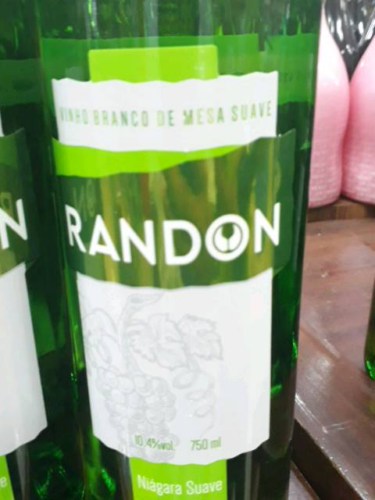 VINHO BRANCO DE MESA SUAVE
RANDON
N
10,4%vol. 750 ml
Niágara Suave
e